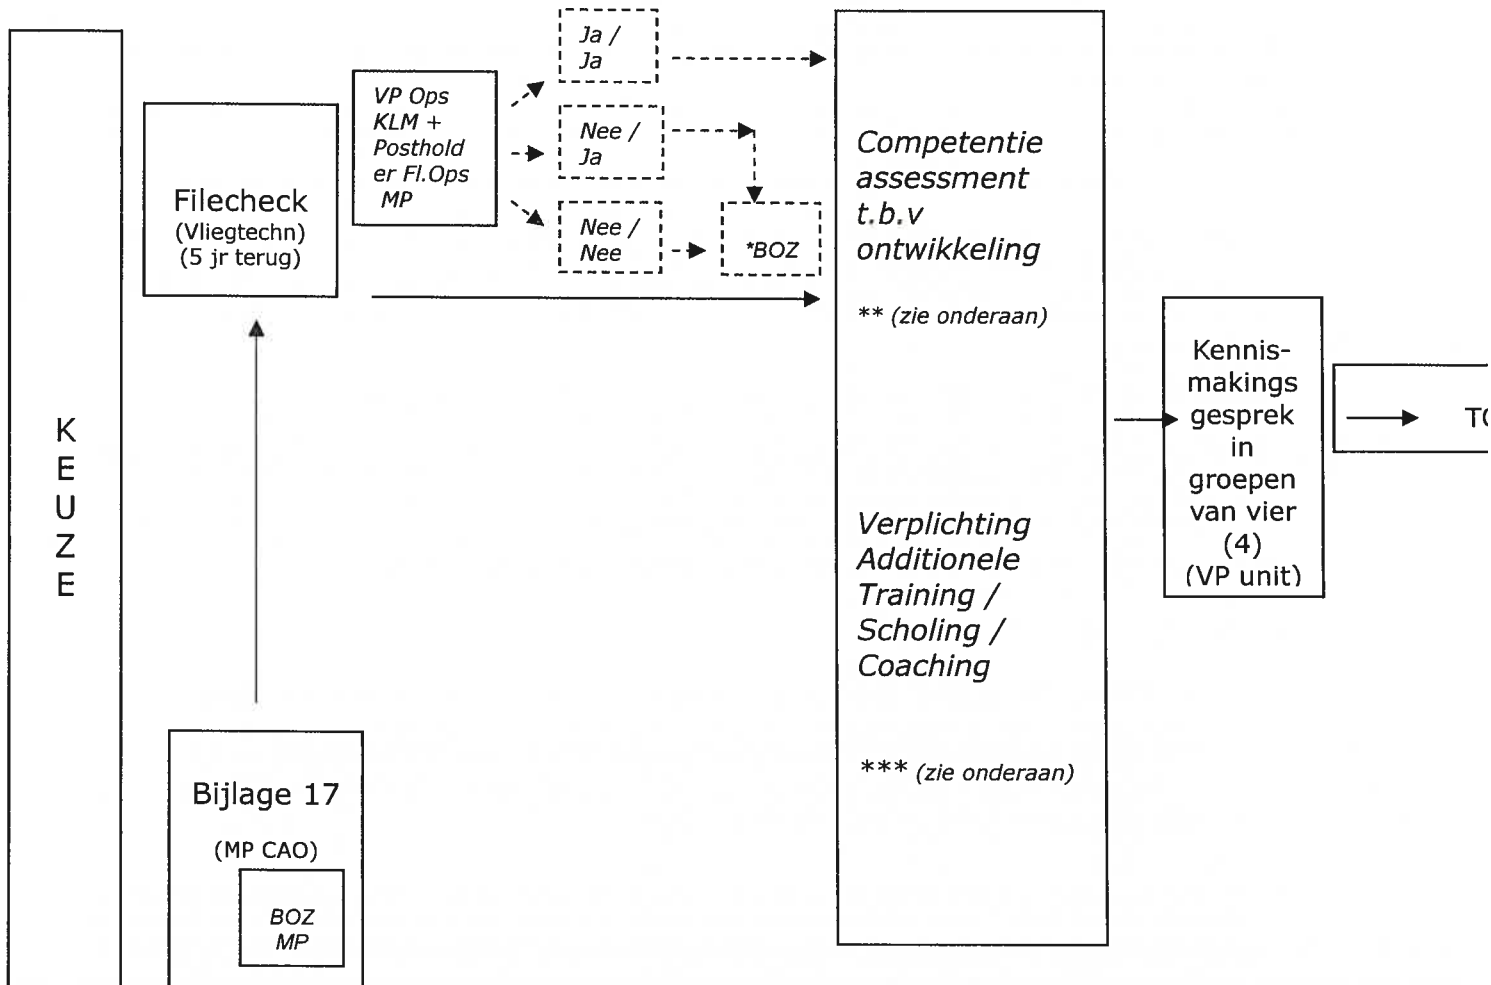 K
E
U
Z
E
Filecheck
(Vliegtechn)
(5 jr terug)
Bijlage 17
(MP CAO)
BOZ
MP
VP Ops
KLM +
Posthold
er Fl.Ops
MP
Ja /
Ja
Nee /
Ja
Nee /
Nee
*BOZ
Competentie
assessment
t.b.v
ontwikkeling
** (zie onderaan)
Verplichting
Additionele
Training /
Scholing /
Coaching
*** (zie onderaan)
Kennis-
makings
gesprek
in
groepen
van vier
(4)
(VP unit)